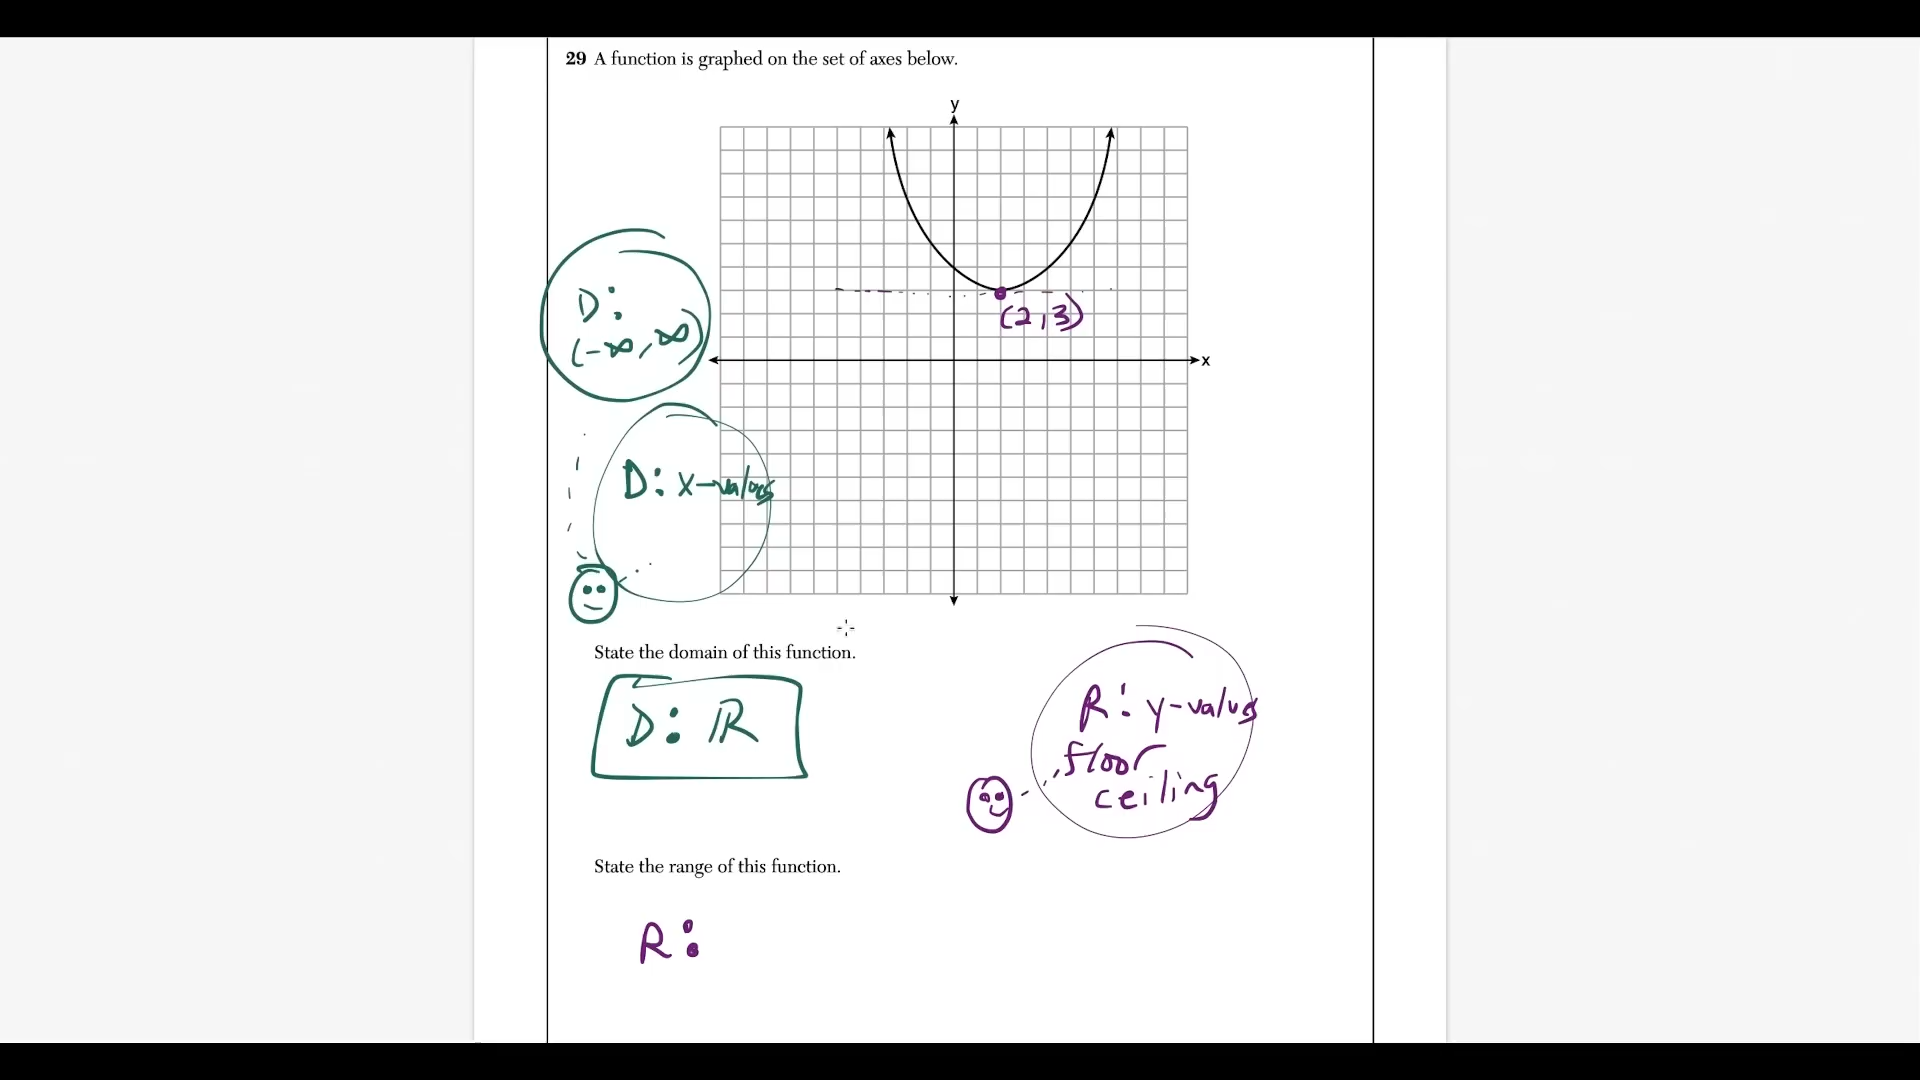 29 A function is graphed on the set of axes below.
y
(2,3)
x
D:
(-∞, ∞)
D: x-values
State the domain of this function.
D: ℝ
R: y-values
floor
ceiling
State the range of this function.
R: